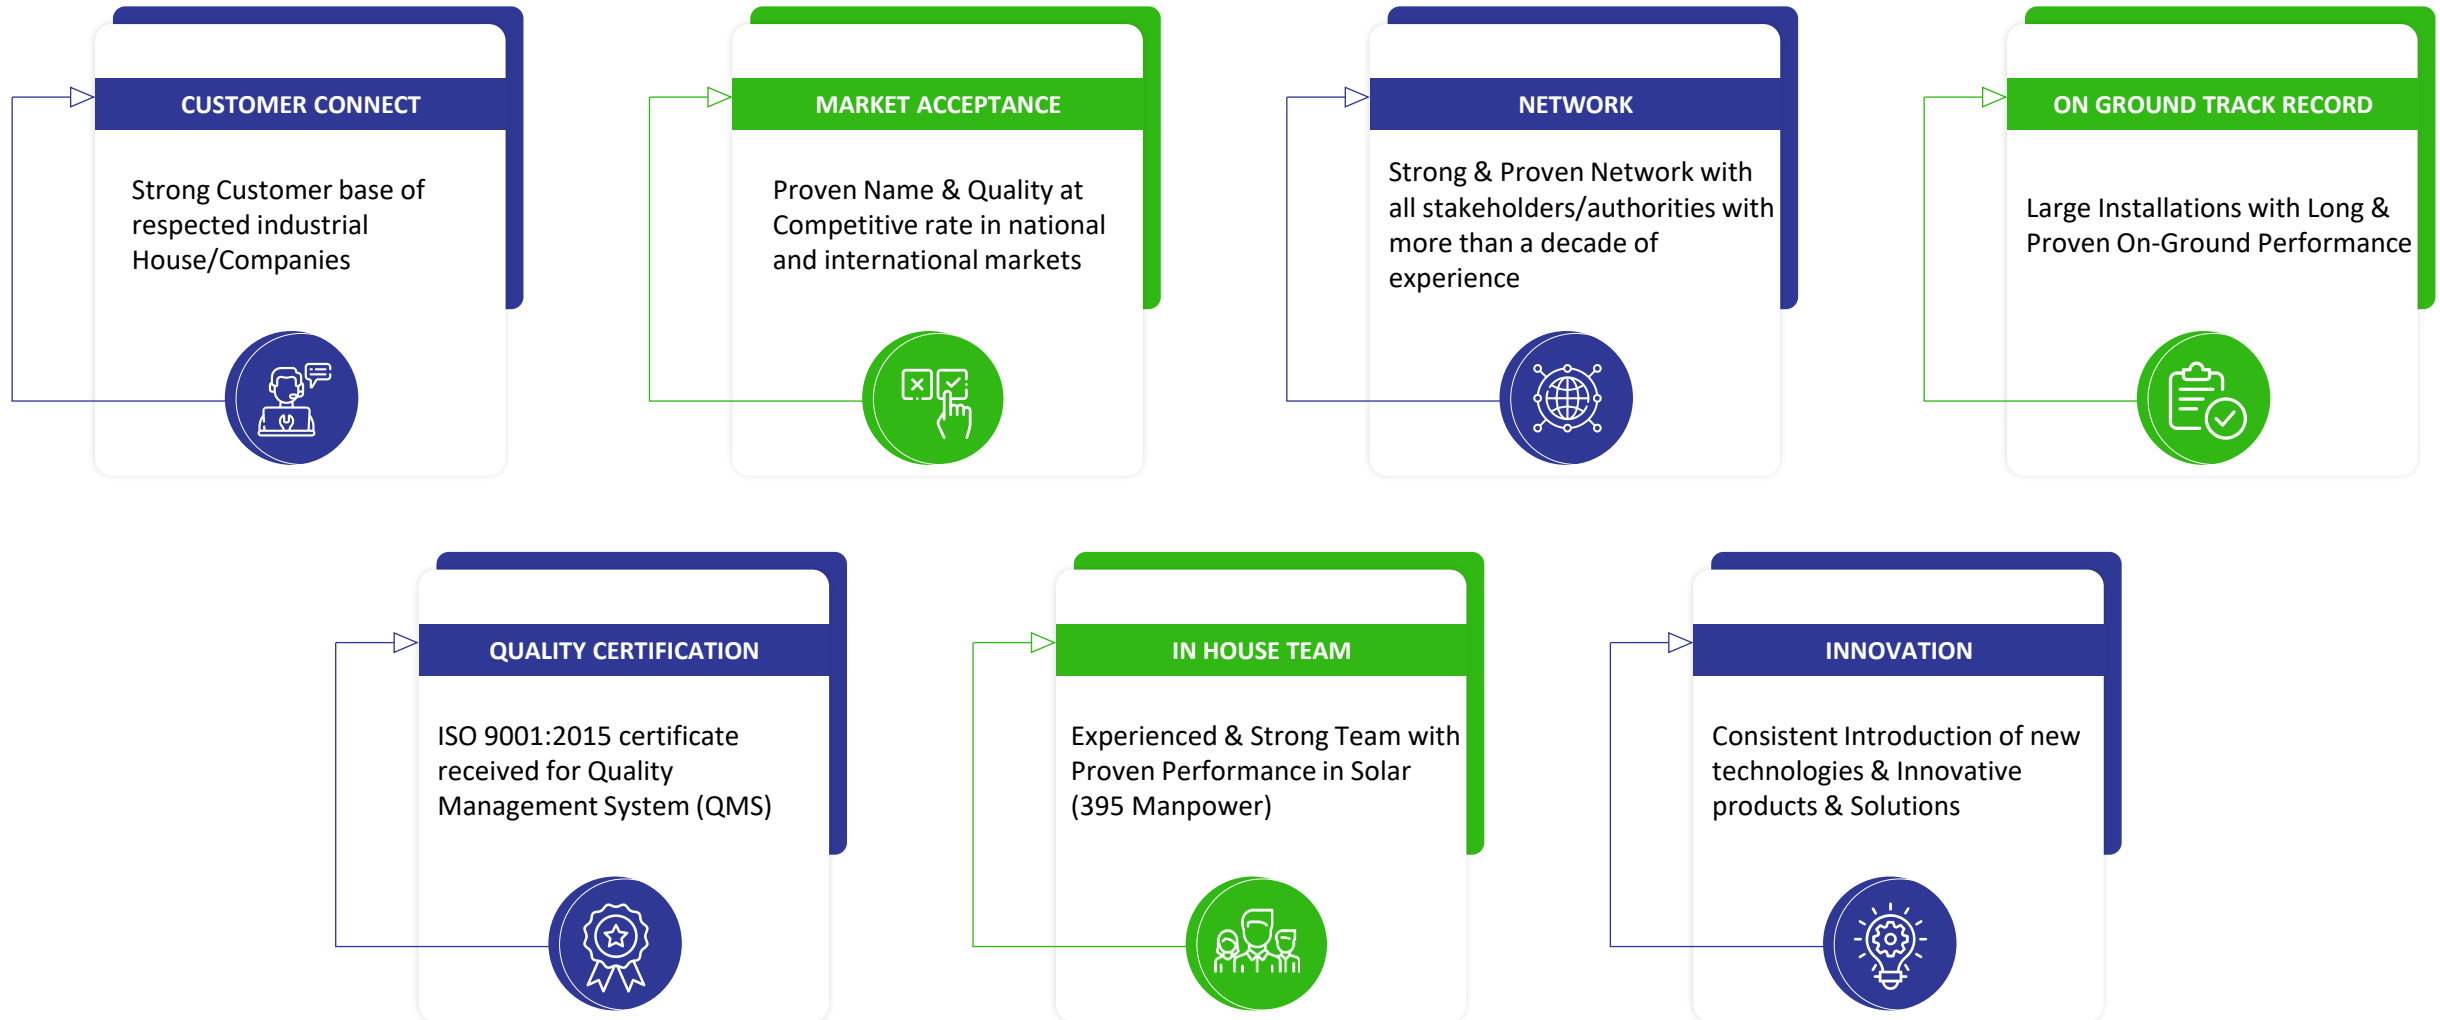 CUSTOMER CONNECT
Strong Customer base of
respected industrial
House/Companies
MARKET ACCEPTANCE
Proven Name & Quality at
Competitive rate in national
and international markets
NETWORK
Strong & Proven Network with
all stakeholders/authorities with
more than a decade of
experience
ON GROUND TRACK RECORD
Large Installations with Long &
Proven On-Ground Performance
QUALITY CERTIFICATION
ISO 9001:2015 certificate
received for Quality
Management System (QMS)
IN HOUSE TEAM
Experienced & Strong Team with
Proven Performance in Solar
(395 Manpower)
INNOVATION
Consistent Introduction of new
technologies & Innovative
products & Solutions